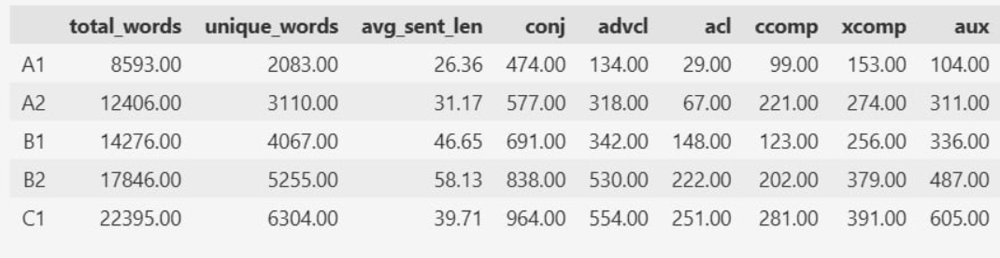 total_words unique_words avg_sent_len conj advcl acl ccomp xcomp aux
A1 8593.00 2083.00 26.36 474.00 134.00 29.00 99.00 153.00 104.00
A2 12406.00 3110.00 31.17 577.00 318.00 67.00 221.00 274.00 311.00
B1 14276.00 4067.00 46.65 691.00 342.00 148.00 123.00 256.00 336.00
B2 17846.00 5255.00 58.13 838.00 530.00 222.00 202.00 379.00 487.00
C1 22395.00 6304.00 39.71 964.00 554.00 251.00 281.00 391.00 605.00